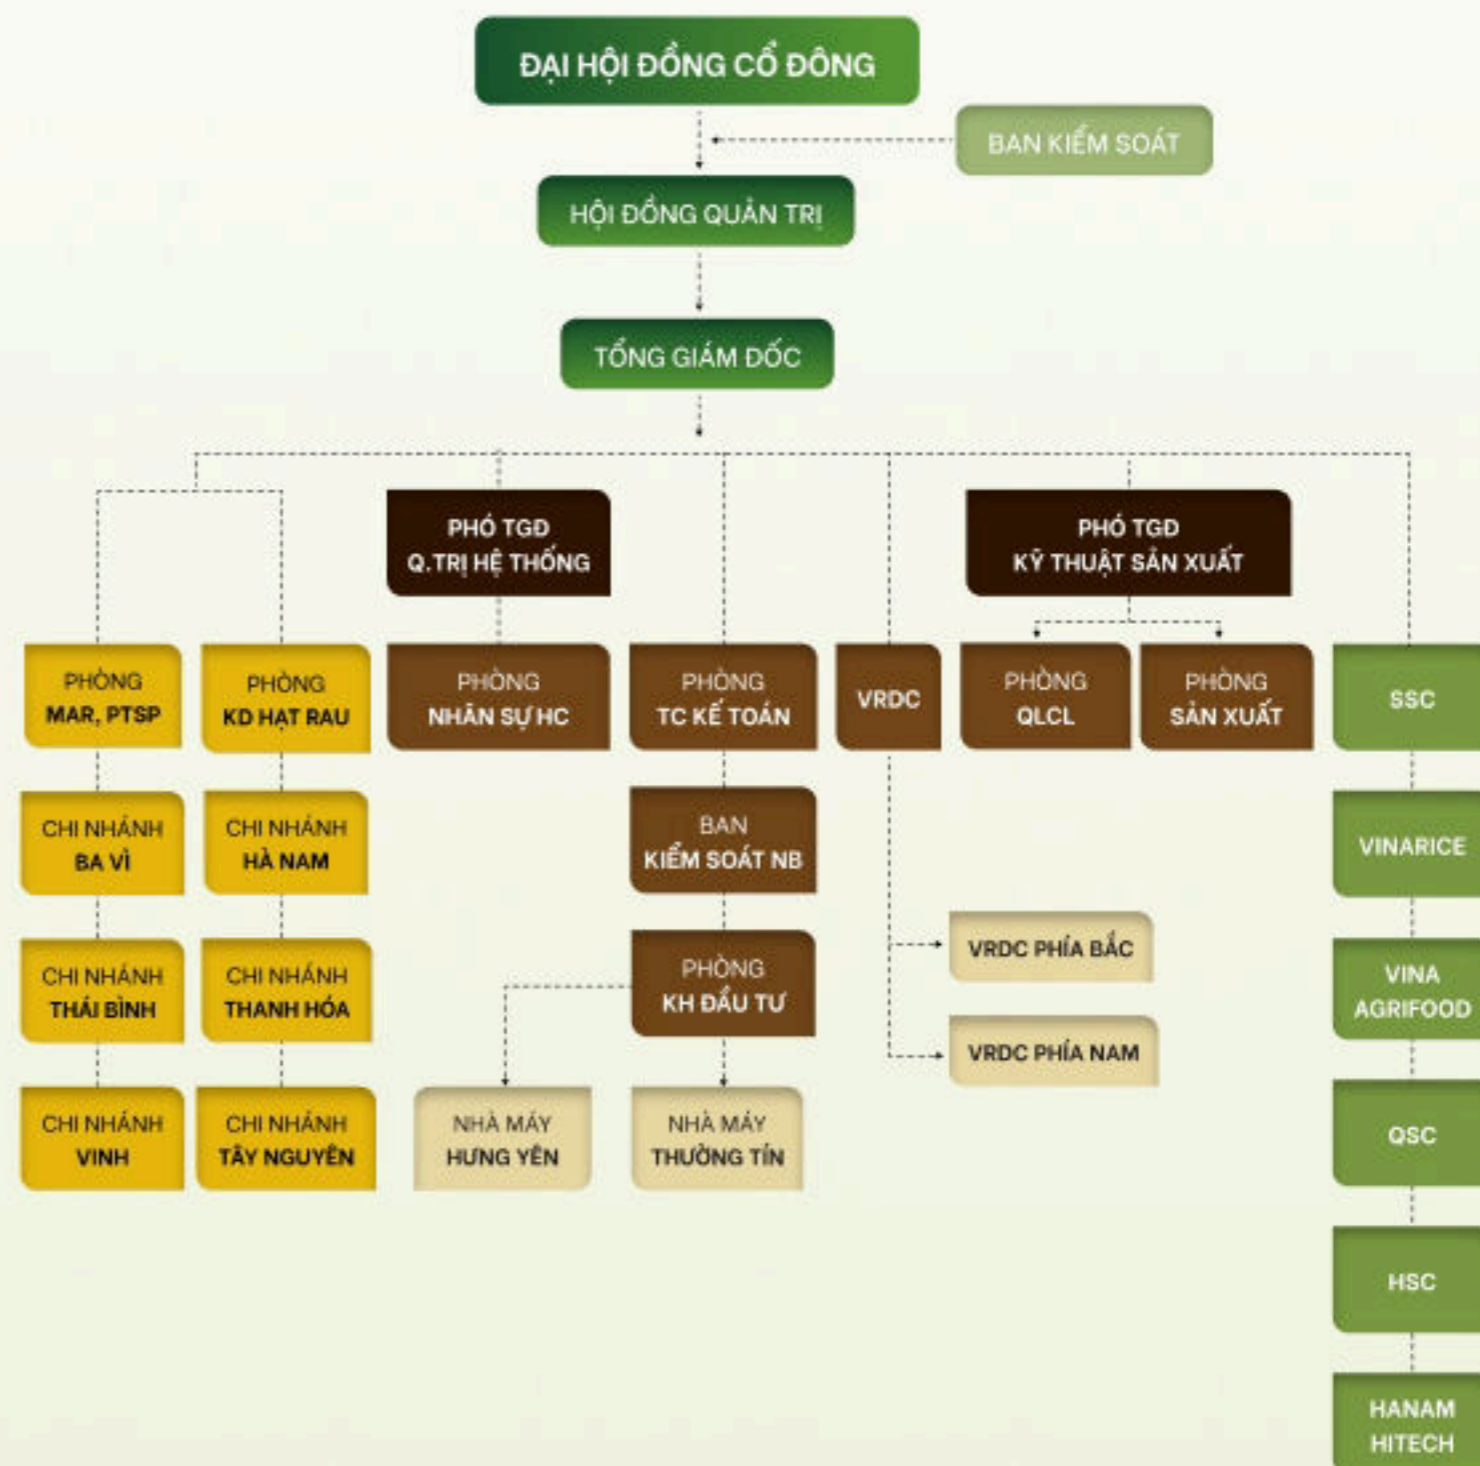 ĐẠI HỘI ĐỒNG CỔ ĐÔNG
BAN KIỂM SOÁT
HỘI ĐỒNG QUẢN TRỊ
TỔNG GIÁM ĐỐC
PHÓ TGĐ
Q.TRỊ HỆ THỐNG
PHÓ TGĐ
KỸ THUẬT SẢN XUẤT
PHÒNG
MAR, PTSP
PHÒNG
KD HẠT RAU
PHÒNG
NHÂN SỰ HC
PHÒNG
TC KẾ TOÁN
VRDC
PHÒNG
QLCL
PHÒNG
SẢN XUẤT
SSC
CHI NHÁNH
BA VÌ
CHI NHÁNH
HÀ NAM
BAN
KIỂM SOÁT NB
VINARICE
CHI NHÁNH
THÁI BÌNH
CHI NHÁNH
THANH HÓA
PHÒNG
KH ĐẦU TƯ
VRDC PHÍA BẮC
VINA
AGRIFOOD
VRDC PHÍA NAM
CHI NHÁNH
VINH
CHI NHÁNH
TÂY NGUYÊN
NHÀ MÁY
HƯNG YÊN
NHÀ MÁY
THƯỜNG TÍN
QSC
HSC
HANAM
HITECH